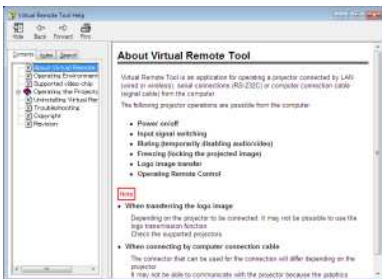 Virtual Remote Tool Help
Hide Back Forward Print
Contents Index Search
About Virtual Remote
Operating Environment
Supported video chip
Operating the Projecto
Uninstalling Virtual Rem
Troubleshooting
Copyright
Revision
About Virtual Remote Tool
Virtual Remote Tool is an application for operating a projector connected by LAN
(wired or wireless), serial connections (RS-232C) or computer connection cable
(signal cable) from the computer.
The following projector operations are possible from the computer.
Power on/off
Input signal switching
Muting (temporarily disabling audio/video)
Freezing (locking the projected image)
Logo image transfer
Operating Remote Control
Note
When transferring the logo image
Depending on the projector to be connected. It may not be possible to use the
logo transmission function.
Check the supported projectors
When connecting by computer connection cable
The connector that can be used for the connection will differ depending on the
projector.
It may not be able to communicate with the projector because the graphics